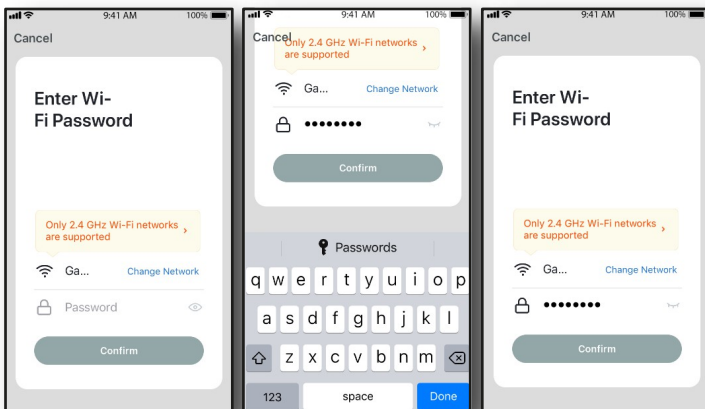 9:41 AM 100%
Cancel
Enter Wi-
Fi Password
Only 2.4 GHz Wi-Fi networks
are supported
Ga... Change Network
Password
Confirm
9:41 AM 100%
Cancel
Only 2.4 GHz Wi-Fi networks
are supported
Ga... Change Network
••••••••
Confirm
Passwords
q w e r t y u i o p
a s d f g h j k l
z x c v b n m
123 space Done
9:41 AM 100%
Cancel
Enter Wi-
Fi Password
Only 2.4 GHz Wi-Fi networks
are supported
Ga... Change Network
••••••••
Confirm